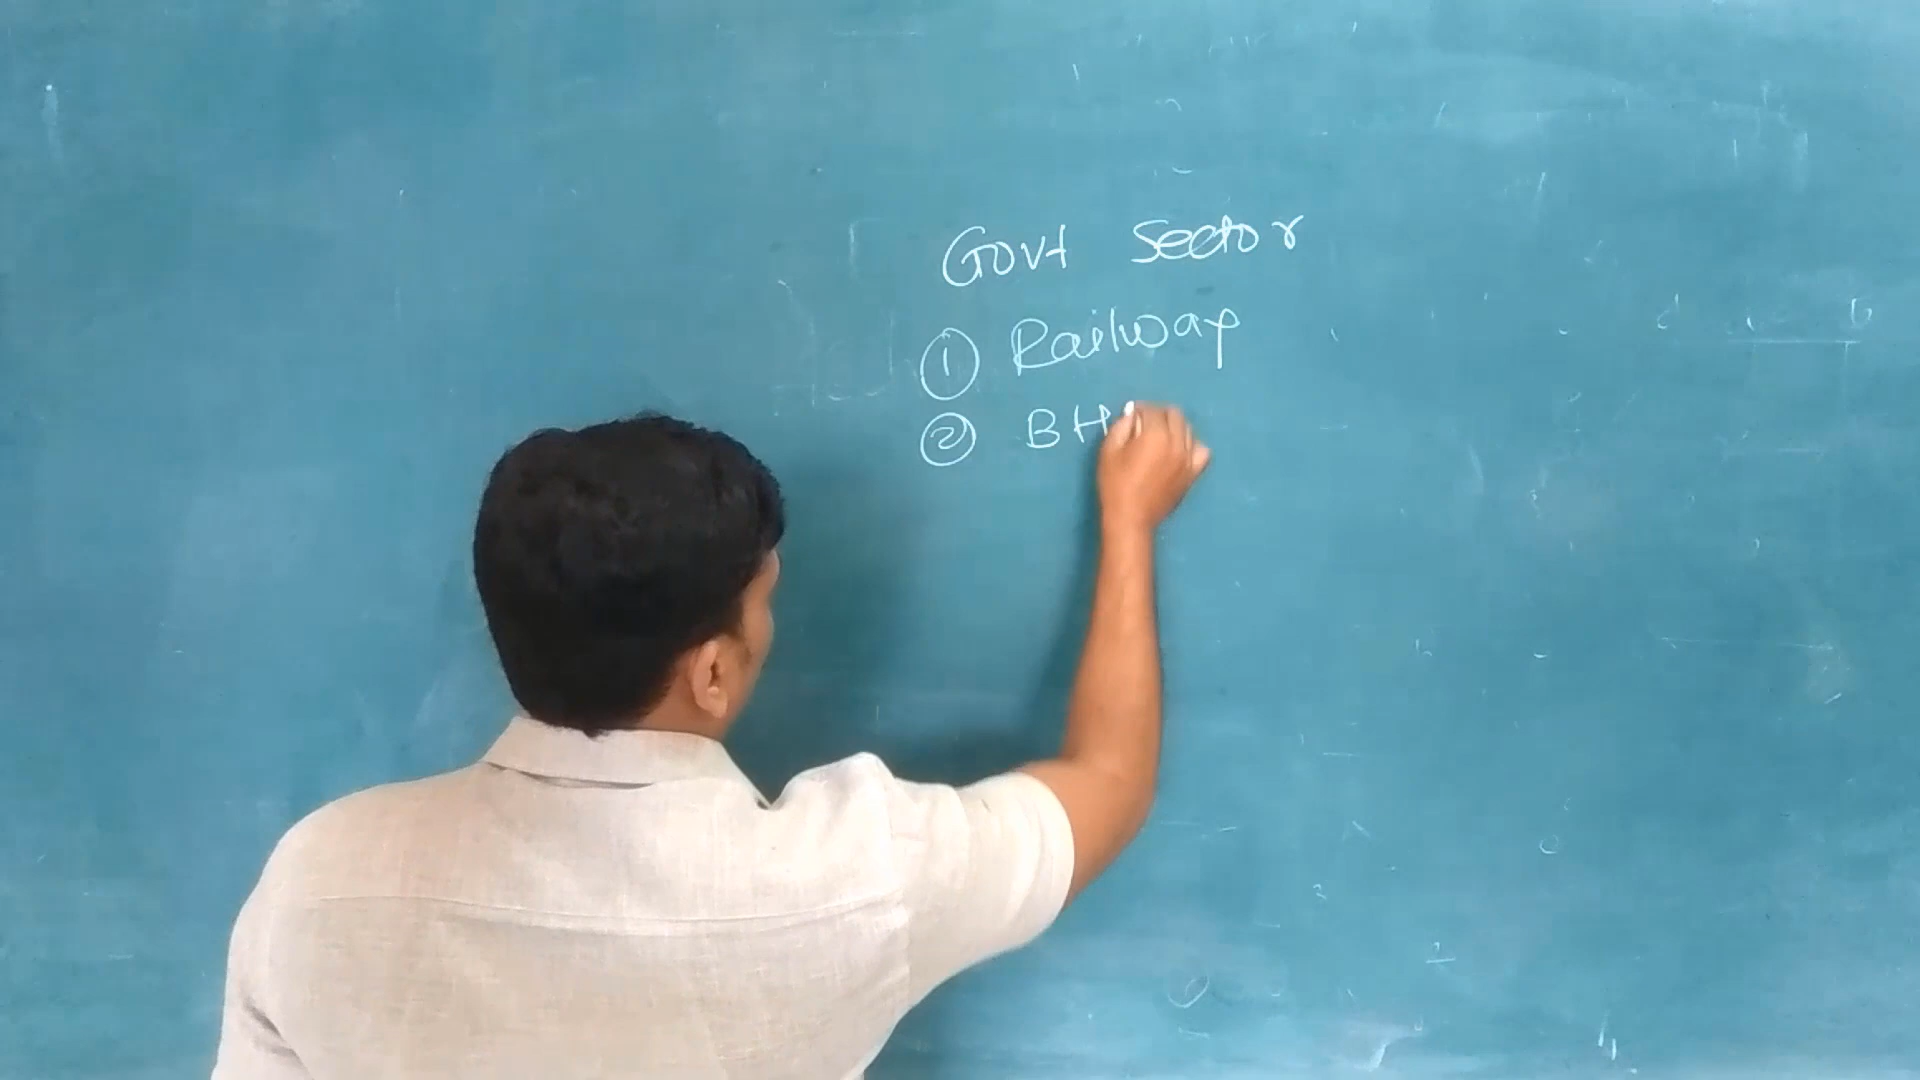 Govt Sector
① Railway
② BH